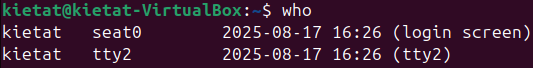 kietat@kietat-VirtualBox:~$ who
kietat   seat0        2025-08-17 16:26 (login screen)
kietat   tty2         2025-08-17 16:26 (tty2)